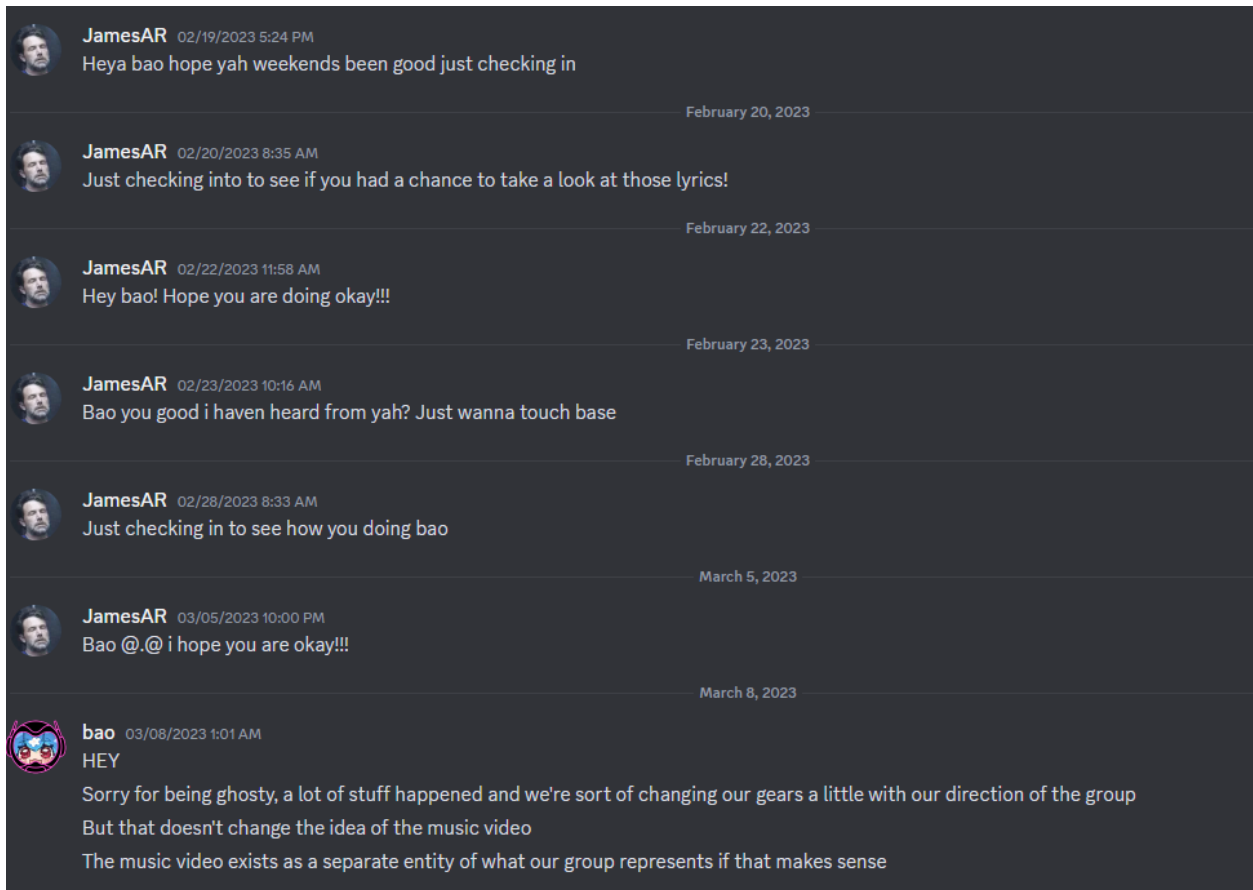 JamesAR 02/19/2023 5:24 PM
Heya bao hope yah weekends been good just checking in
February 20, 2023
JamesAR 02/20/2023 8:35 AM
Just checking into to see if you had a chance to take a look at those lyrics!
February 22, 2023
JamesAR 02/22/2023 11:58 AM
Hey bao! Hope you are doing okay!!!
February 23, 2023
JamesAR 02/23/2023 10:16 AM
Bao you good i haven heard from yah? Just wanna touch base
February 28, 2023
JamesAR 02/28/2023 8:33 AM
Just checking in to see how you doing bao
March 5, 2023
JamesAR 03/05/2023 10:00 PM
Bao @.@ i hope you are okay!!!
March 8, 2023
bao 03/08/2023 1:01 AM
HEY
Sorry for being ghosty, a lot of stuff happened and we're sort of changing our gears a little with our direction of the group
But that doesn't change the idea of the music video
The music video exists as a separate entity of what our group represents if that makes sense